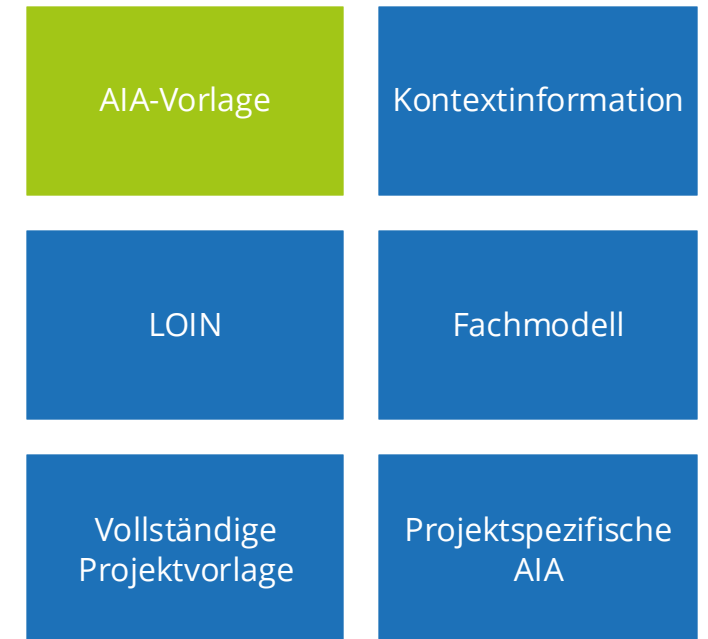 AIA-Vorlage
Kontextinformation
LOIN
Fachmodell
Vollständige
Projektvorlage
Projektspezifische
AIA